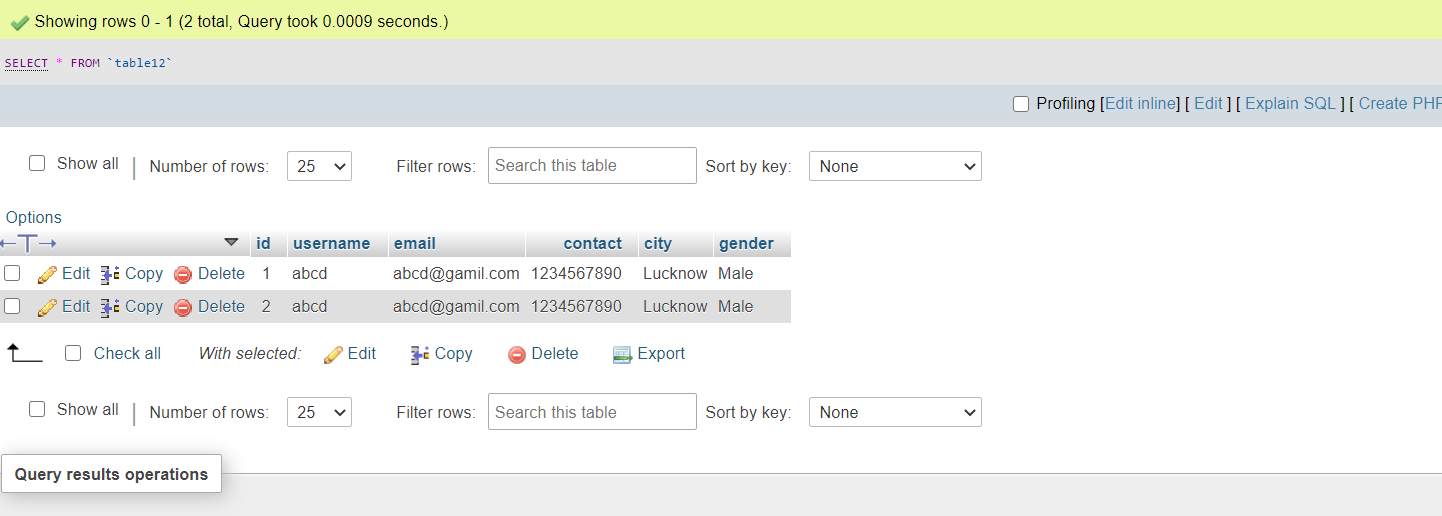 Showing rows 0 - 1 (2 total, Query took 0.0009 seconds.)
SELECT * FROM `table12`
Profiling [Edit inline] [ Edit ] [ Explain SQL ] [ Create PHP
Show all | Number of rows: 25 Filter rows: Search this table Sort by key: None
Options
id username email contact city gender
Edit Copy Delete 1 abcd abcd@gamil.com 1234567890 Lucknow Male
Edit Copy Delete 2 abcd abcd@gamil.com 1234567890 Lucknow Male
Check all With selected: Edit Copy Delete Export
Show all | Number of rows: 25 Filter rows: Search this table Sort by key: None
Query results operations